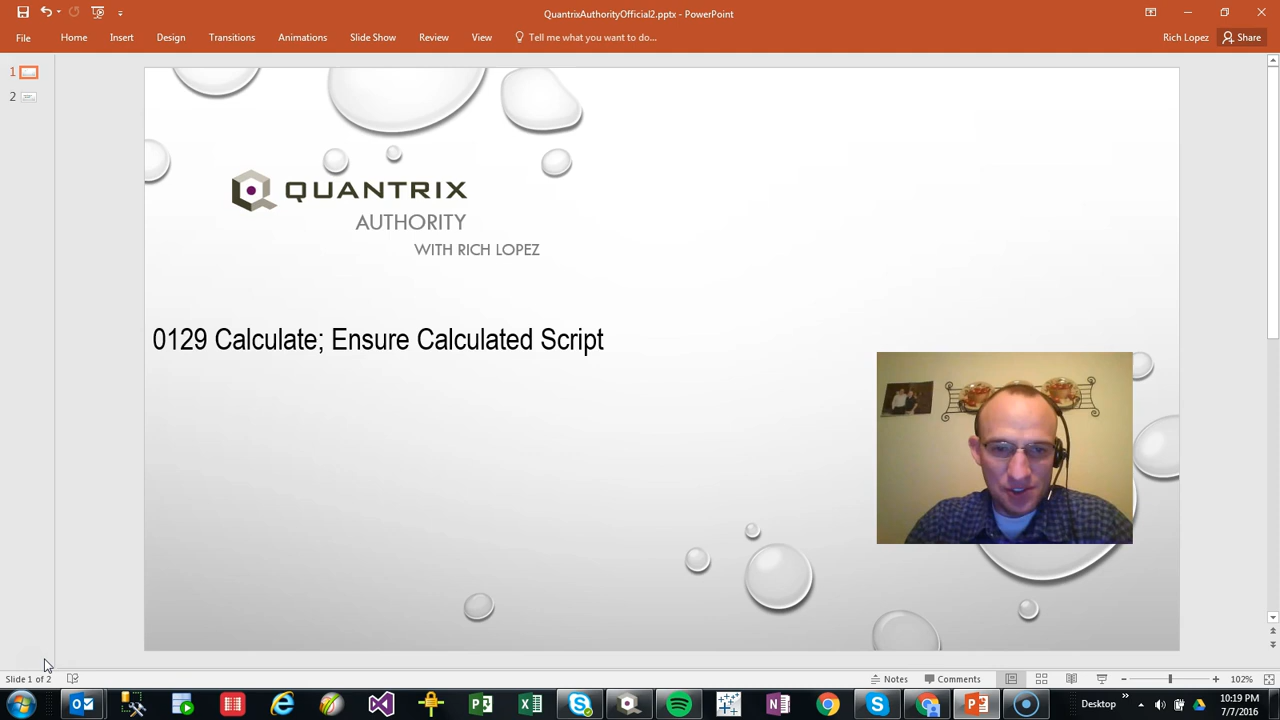 QuantrixAuthorityOfficial2.pptx - PowerPoint
File Home Insert Design Transitions Animations Slide Show Review View Tell me what you want to do... Rich Lopez Share
1
2
QUANTRIX
AUTHORITY
WITH RICH LOPEZ
0129 Calculate; Ensure Calculated Script
Slide 1 of 2 Notes Comments 102%
Desktop 10:19 PM
7/7/2016